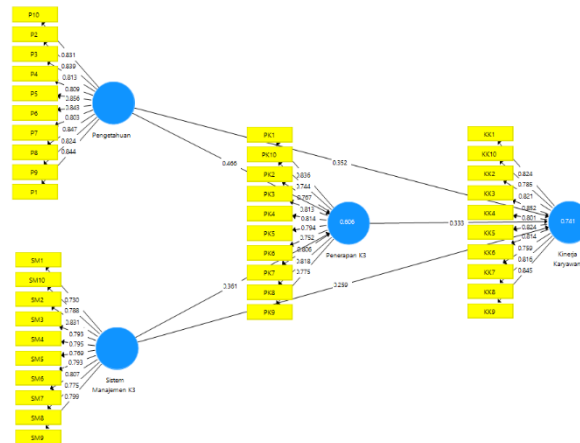 P10
P2
P3
P4
P5
P6
P7
P8
P9
P1
0.831
0.839
0.813
0.809
0.856
0.843
0.803
0.847
0.824
0.844
Pengetahuan
SM1
SM10
SM2
SM3
SM4
SM5
SM6
SM7
SM8
SM9
0.730
0.788
0.831
0.793
0.795
0.769
0.793
0.807
0.775
0.799
Sistem
Manajemen K3
0.466
0.352
0.361
0.259
0.333
PK1
PK10
PK2
PK3
PK4
PK5
PK6
PK7
PK8
PK9
0.836
0.744
0.767
0.813
0.814
0.794
0.752
0.806
0.818
0.775
0.606
Penerapan K3
KK1
KK10
KK2
KK3
KK4
KK5
KK6
KK7
KK8
KK9
0.824
0.785
0.821
0.862
0.801
0.824
0.814
0.759
0.816
0.845
0.741
Kinerja
Karyawan